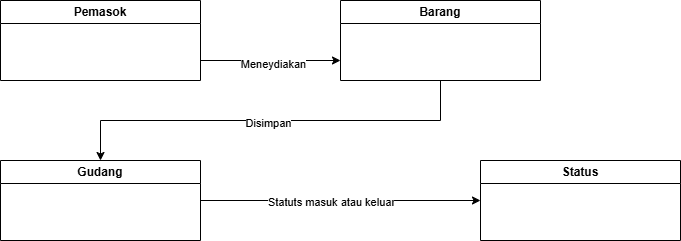 Pemasok
Barang
Meneydiakan
Disimpan
Gudang
Status
Statuts masuk atau keluar